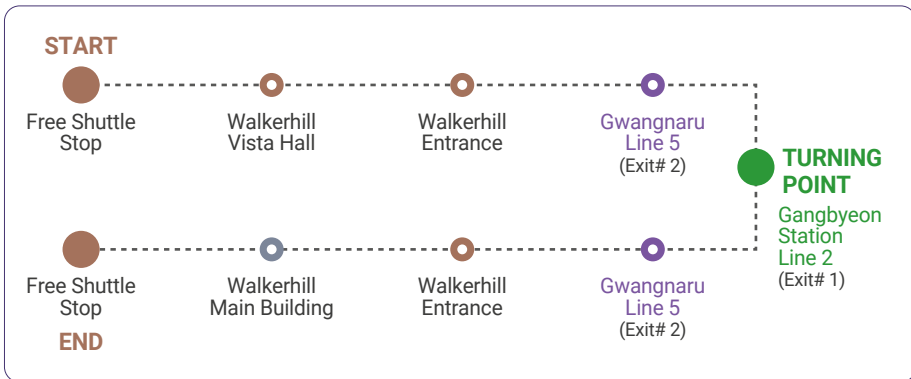 START
Free Shuttle
Stop
Walkerhill
Vista Hall
Walkerhill
Entrance
Gwangnaru
Line 5
(Exit# 2)
TURNING
POINT
Gangbyeon
Station
Line 2
(Exit# 1)
Free Shuttle
Stop
END
Walkerhill
Main Building
Walkerhill
Entrance
Gwangnaru
Line 5
(Exit# 2)